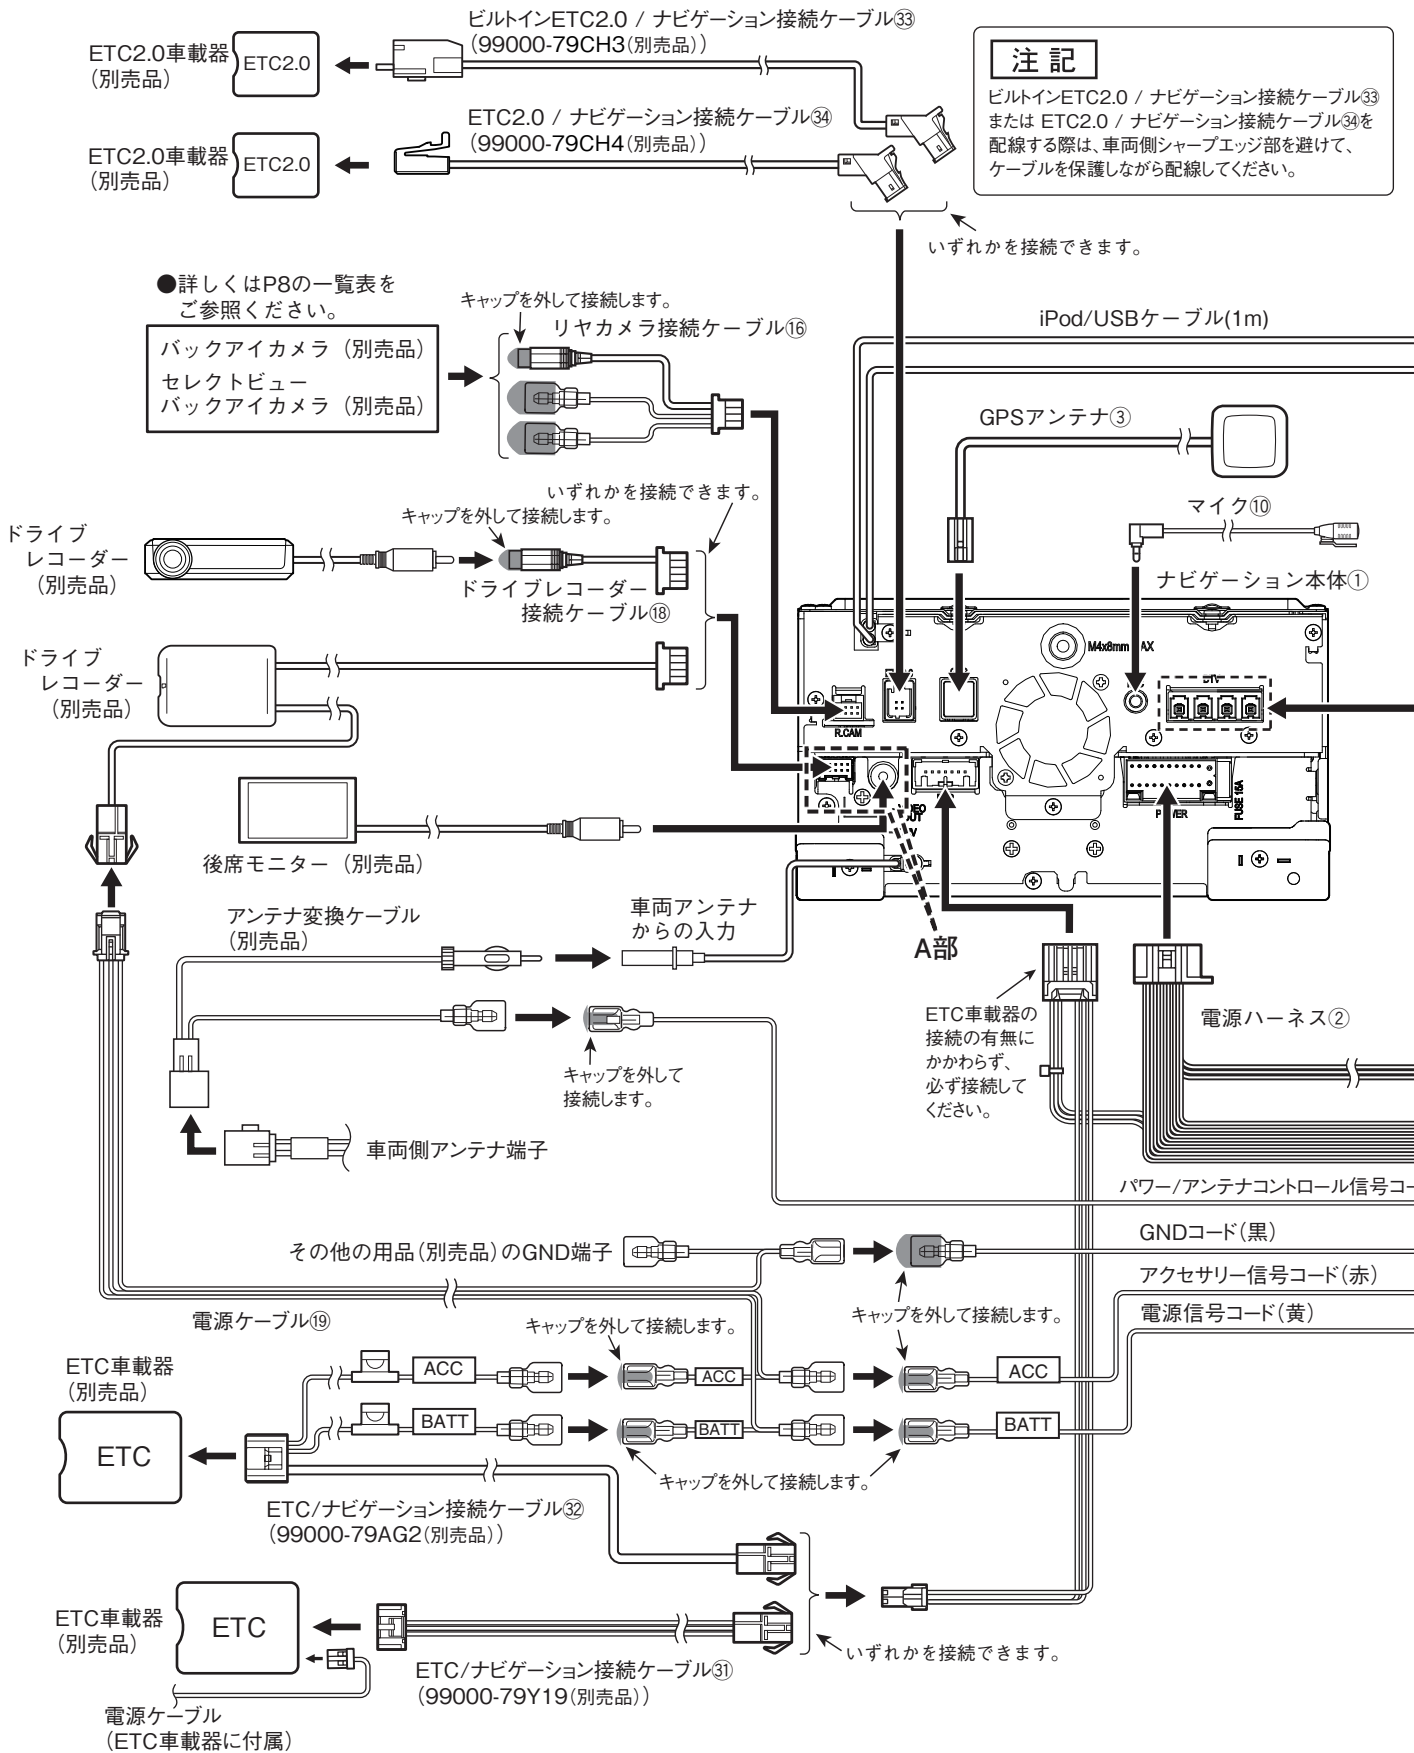 ビルトインETC2.0 / ナビゲーション接続ケーブル㉝
(99000-79CH3(別売品))
ETC2.0車載器
(別売品)
ETC2.0
ETC2.0 / ナビゲーション接続ケーブル㉞
(99000-79CH4(別売品))
ETC2.0車載器
(別売品)
ETC2.0
注 記
ビルトインETC2.0 / ナビゲーション接続ケーブル㉝
または ETC2.0 / ナビゲーション接続ケーブル㉞を
配線する際は、車両側シャープエッジ部を避けて、
ケーブルを保護しながら配線してください。
いずれかを接続できます。
●詳しくはP8の一覧表を
ご参照ください。
バックアイカメラ(別売品)
セレクトビュー
バックアイカメラ(別売品)
キャップを外して接続します。
リヤカメラ接続ケーブル⑯
iPod/USBケーブル(1m)
GPSアンテナ③
マイク⑩
ナビゲーション本体①
いずれかを接続できます。
キャップを外して接続します。
ドライブ
レコーダー
(別売品)
ドライブレコーダー
接続ケーブル⑱
ドライブ
レコーダー
(別売品)
R.CAM
FUSE 15A
後席モニター(別売品)
アンテナ変換ケーブル
(別売品)
車両アンテナ
からの入力
A部
ETC車載器の
接続の有無に
かかわらず、
必ず接続して
ください。
電源ハーネス②
キャップを外して
接続します。
車両側アンテナ端子
パワー/アンテナコントロール信号コー
その他の用品(別売品)のGND端子
GNDコード(黒)
アクセサリー信号コード(赤)
電源信号コード(黄)
電源ケーブル⑲
キャップを外して接続します。
キャップを外して接続します。
ETC車載器
(別売品)
ETC
ACC
ACC
ACC
BATT
BATT
BATT
キャップを外して接続します。
ETC/ナビゲーション接続ケーブル㉜
(99000-79AG2(別売品))
ETC車載器
(別売品)
ETC
いずれかを接続できます。
ETC/ナビゲーション接続ケーブル㉛
(99000-79Y19(別売品))
電源ケーブル
(ETC車載器に付属)